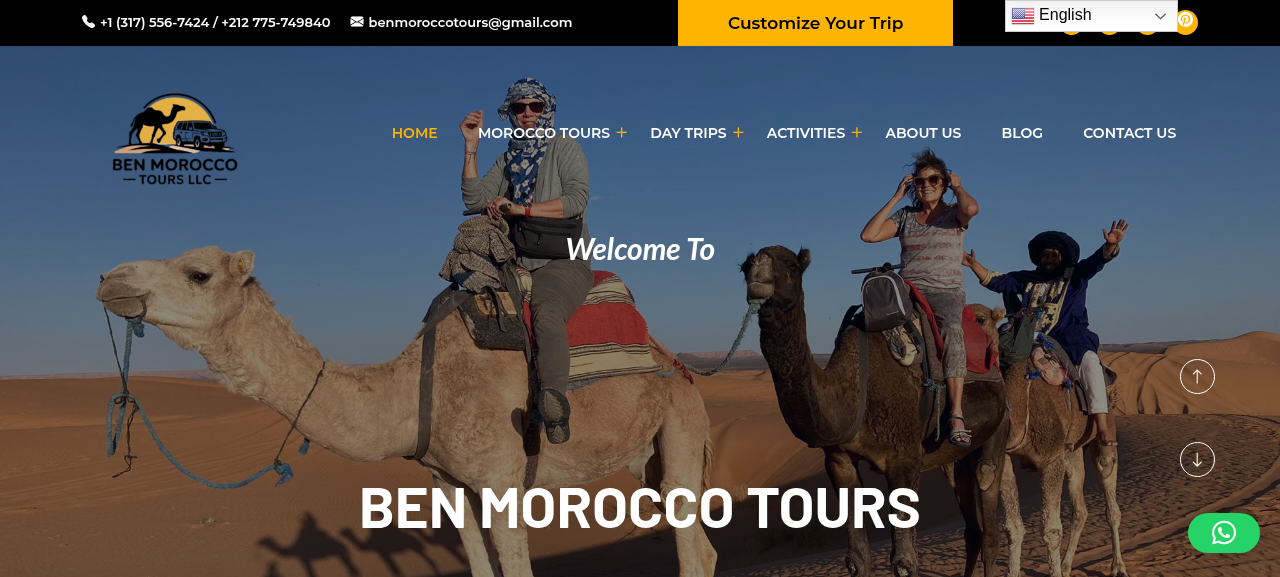 +1 (317) 556-7424 / +212 775-749840
benmoroccotours@gmail.com
Customize Your Trip
English
BEN MOROCCO
TOURS LLC
HOME
MOROCCO TOURS +
DAY TRIPS +
ACTIVITIES +
ABOUT US
BLOG
CONTACT US
Welcome To
BEN MOROCCO TOURS